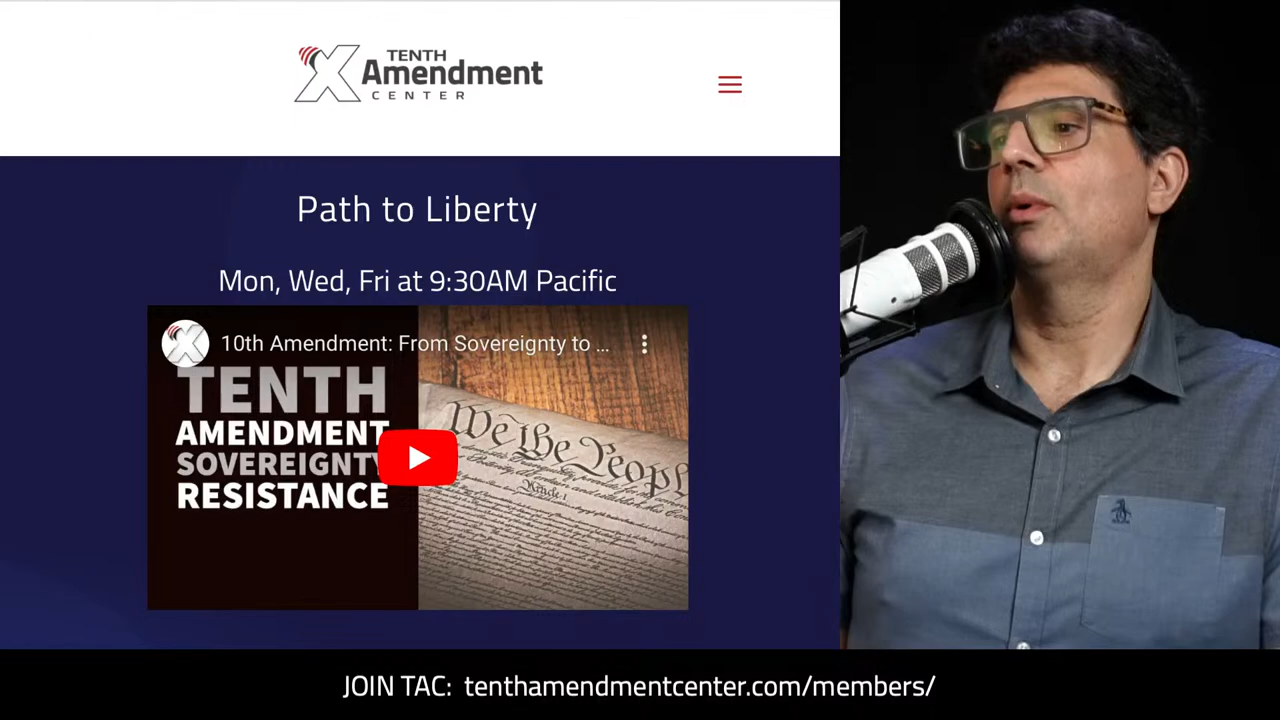 TENTH
Amendment
CENTER
Path to Liberty
Mon, Wed, Fri at 9:30AM Pacific
10th Amendment: From Sovereignty to ...
TENTH
AMENDMENT
SOVEREIGNTY
RESISTANCE
We the People
Article I
JOIN TAC: tenthamendmentcenter.com/members/